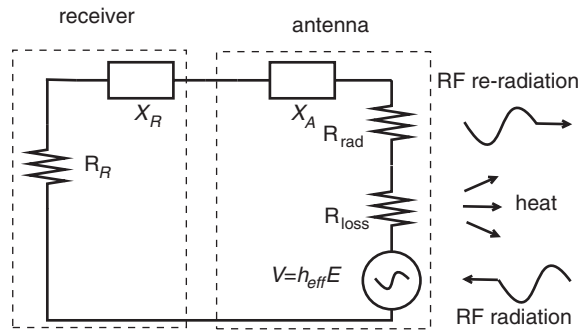 receiver
antenna
RF re-radiation
X_R
X_A
R_rad
R_R
heat
R_loss
V=h_eff E
RF radiation